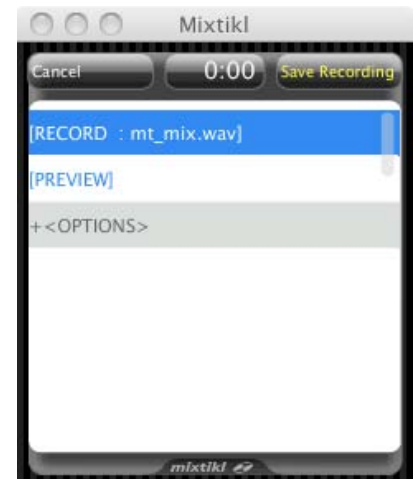 Mixtikl
Cancel 0:00 Save Recording
[RECORD : mt_mix.wav]
[PREVIEW]
+<OPTIONS>
mixtikl